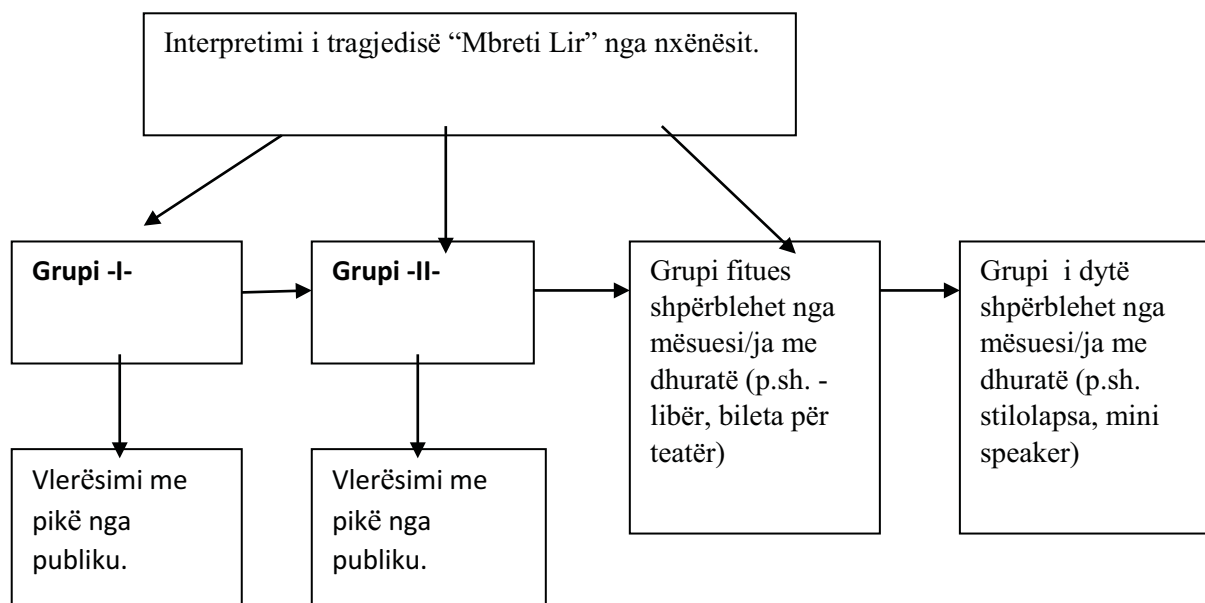 Interpretimi i tragjedisë “Mbreti Lir” nga nxënësit.
Grupi -I-
Grupi -II-
Grupi fitues
shpërblehet nga
mësuesi/ja me
dhuratë (p.sh. -
libër, bileta për
teatër)
Grupi  i dytë
shpërblehet nga
mësuesi/ja me
dhuratë (p.sh.
stilolapsa, mini
speaker)
Vlerësimi me
pikë nga
publiku.
Vlerësimi me
pikë nga
publiku.